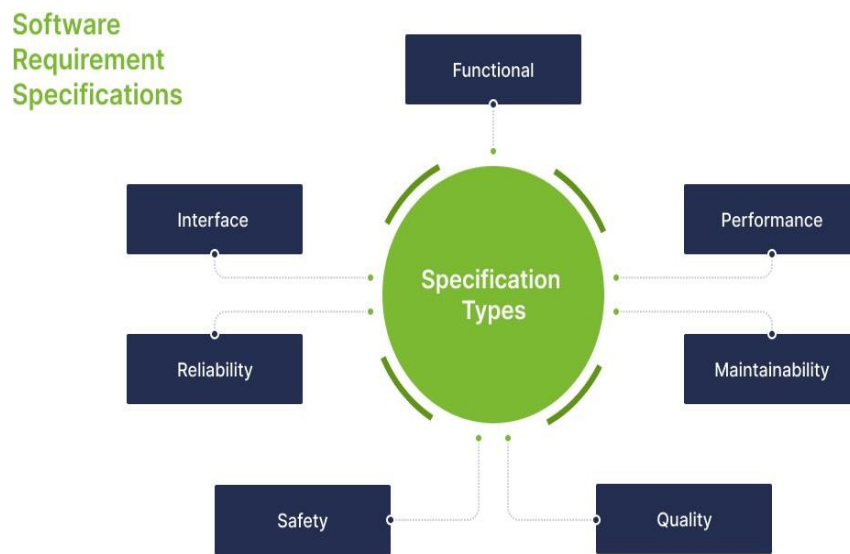 Software
Requirement
Specifications
Functional
Interface
Performance
Specification
Types
Reliability
Maintainability
Safety
Quality